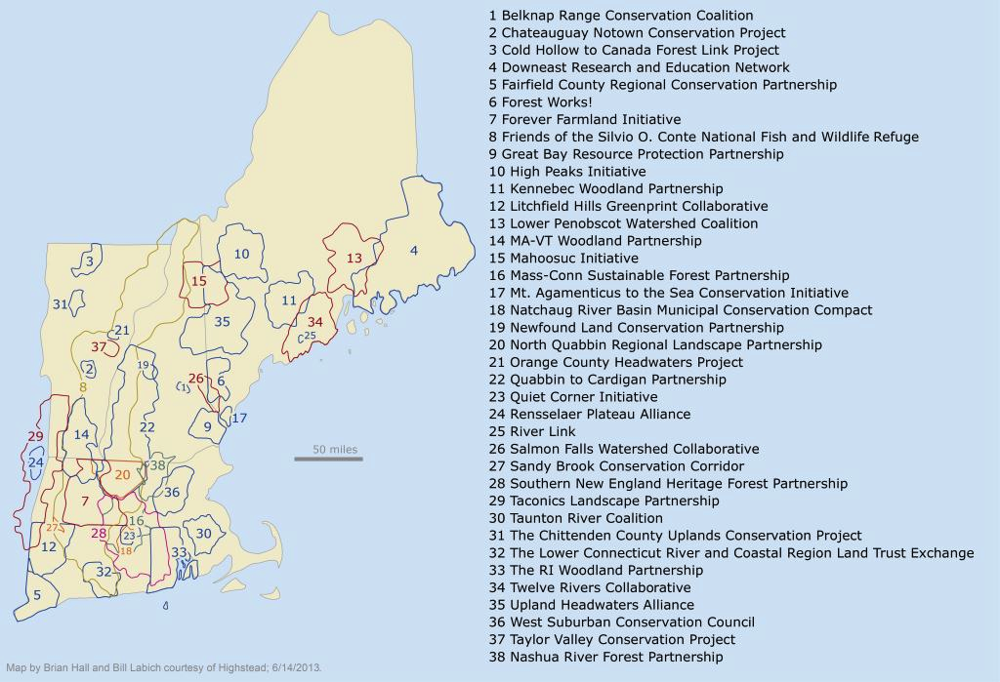 1 Belknap Range Conservation Coalition
2 Chateauguay Notown Conservation Project
3 Cold Hollow to Canada Forest Link Project
4 Downeast Research and Education Network
5 Fairfield County Regional Conservation Partnership
6 Forest Works!
7 Forever Farmland Initiative
8 Friends of the Silvio O. Conte National Fish and Wildlife Refuge
9 Great Bay Resource Protection Partnership
10 High Peaks Initiative
11 Kennebec Woodland Partnership
12 Litchfield Hills Greenprint Collaborative
13 Lower Penobscot Watershed Coalition
14 MA-VT Woodland Partnership
15 Mahoosuc Initiative
16 Mass-Conn Sustainable Forest Partnership
17 Mt. Agamenticus to the Sea Conservation Initiative
18 Natchaug River Basin Municipal Conservation Compact
19 Newfound Land Conservation Partnership
20 North Quabbin Regional Landscape Partnership
21 Orange County Headwaters Project
22 Quabbin to Cardigan Partnership
23 Quiet Corner Initiative
24 Rensselaer Plateau Alliance
25 River Link
26 Salmon Falls Watershed Collaborative
27 Sandy Brook Conservation Corridor
28 Southern New England Heritage Forest Partnership
29 Taconics Landscape Partnership
30 Taunton River Coalition
31 The Chittenden County Uplands Conservation Project
32 The Lower Connecticut River and Coastal Region Land Trust Exchange
33 The RI Woodland Partnership
34 Twelve Rivers Collaborative
35 Upland Headwaters Alliance
36 West Suburban Conservation Council
37 Taylor Valley Conservation Project
38 Nashua River Forest Partnership
4
10
13
3
15
11
31
35
34
21
25
37
19
2
26
6
8
1
17
22
9
29
14
24
38
20
36
7
16
27
28
23
30
12
18
33
32
5
50 miles
Map by Brian Hall and Bill Labich courtesy of Highstead; 6/14/2013.